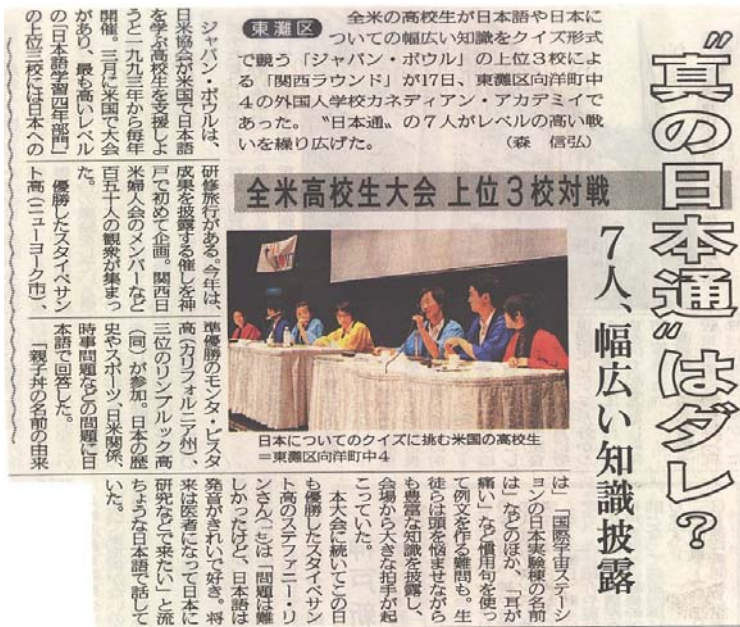 “真の日本通”はダレ?
7人、幅広い知識披露
全米高校生大会 上位3校対戦
東灘区
全米の高校生が日本語や日本に
ついての幅広い知識をクイズ形式
で競う「ジャパン・ボウル」の上位3校によ
る「関西ラウンド」が17日、東灘区向洋町中
4の外国人学校カネディアン・アカデミイで
あった。〝日本通〟の7人がレベルの高い戦
いを繰り広げた。(森 信弘)
ジャパン・ボウルは、
日米協会が米国で日本語
を学ぶ高校生を支援しよ
うと一九九三年から毎年
開催。三月に米国で大会
があり、最も高いレベル
の「日本語学習四年部門」
の上位三校には日本への
研修旅行がある。今年は、
成果を披露する催しを神
戸で初めて企画。関西日
米婦人会のメンバーなど
百五十人の観衆が集まっ
た。
優勝したスタイベサン
ト高(ニューヨーク市)、
準優勝のモンタ・ビスタ
高(カリフォルニア州)、
三位のリンブルック高
(同)が参加。日本の歴
史やスポーツ、日米関係、
時事問題などの問題に日
本語で回答した。
「親子丼の名前の由来
は」「国際宇宙ステーシ
ョンの日本実験棟の名前
は」などのほか、「耳が
痛い」など慣用句を使っ
て例文を作る難問も。生
徒らは頭を悩ませながら
も豊富な知識を披露し、
会場から大きな拍手が起
こっていた。
本大会に続いてこの日
も優勝したスタイベサン
ト高のステファニー・リ
ンさんは「問題は難
しかったけど、日本語は
発音がきれいで好き。将
来は医者になって日本に
研究などで来たい」と流
ちょうな日本語で話して
いた。
日本についてのクイズに挑む米国の高校生
＝東灘区向洋町中4